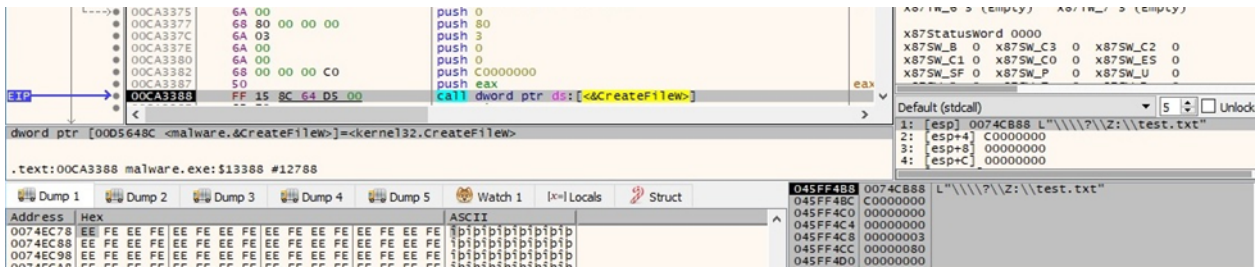 00CA3375 6A 00 push 0
00CA3377 68 80 00 00 00 push 80
00CA337C 6A 03 push 3
00CA337E 6A 00 push 0
00CA3380 6A 00 push 0
00CA3382 68 00 00 00 C0 push C0000000
00CA3387 50 push eax eax
EIP 00CA3388 FF 15 8C 64 D5 00 call dword ptr ds:[<&CreateFileW>]
dword ptr [00D5648C <malware.&CreateFileW>]=<kernel32.CreateFileW>
.text:00CA3388 malware.exe:$13388 #12788
x87StatusWord 0000
x87SW_B 0 x87SW_C3 0 x87SW_C2 0
x87SW_C1 0 x87SW_C0 0 x87SW_ES 0
x87SW_SF 0 x87SW_P 0 x87SW_U 0
Default (stdcall) 5 Unlock
1: [esp] 0074CB88 L"\\\\?\\Z:\\test.txt"
2: [esp+4] C0000000
3: [esp+8] 00000000
4: [esp+C] 00000000
Dump 1 Dump 2 Dump 3 Dump 4 Dump 5 Watch 1 [x=] Locals Struct
Address Hex ASCII
0074EC78 EE FE EE FE EE FE EE FE EE FE EE FE EE FE EE FE îþîþîþîþîþîþîþîþ
0074EC88 EE FE EE FE EE FE EE FE EE FE EE FE EE FE EE FE îþîþîþîþîþîþîþîþ
0074EC98 EE FE EE FE EE FE EE FE EE FE EE FE EE FE EE FE îþîþîþîþîþîþîþîþ
045FF4B8 0074CB88 L"\\\\?\\Z:\\test.txt"
045FF4BC C0000000
045FF4C0 00000000
045FF4C4 00000000
045FF4C8 00000003
045FF4CC 00000080
045FF4D0 00000000